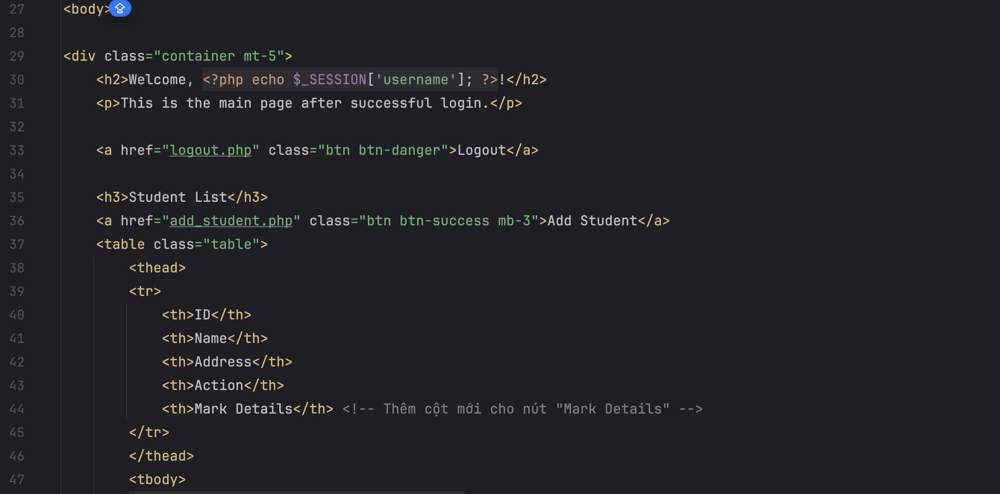 27 <body>
28
29 <div class="container mt-5">
30     <h2>Welcome, <?php echo $_SESSION['username']; ?>!</h2>
31     <p>This is the main page after successful login.</p>
32
33     <a href="logout.php" class="btn btn-danger">Logout</a>
34
35     <h3>Student List</h3>
36     <a href="add_student.php" class="btn btn-success mb-3">Add Student</a>
37     <table class="table">
38         <thead>
39         <tr>
40             <th>ID</th>
41             <th>Name</th>
42             <th>Address</th>
43             <th>Action</th>
44             <th>Mark Details</th> <!-- Thêm cột mới cho nút "Mark Details" -->
45         </tr>
46         </thead>
47         <tbody>